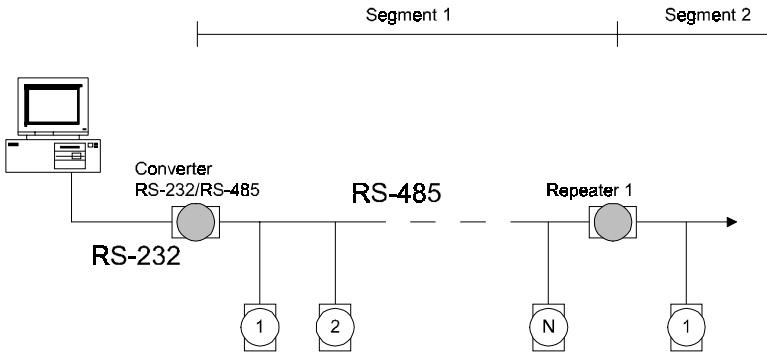 Segment 1
Segment 2
Converter
RS-232/RS-485
RS-485
Repeater 1
RS-232
1
2
N
1